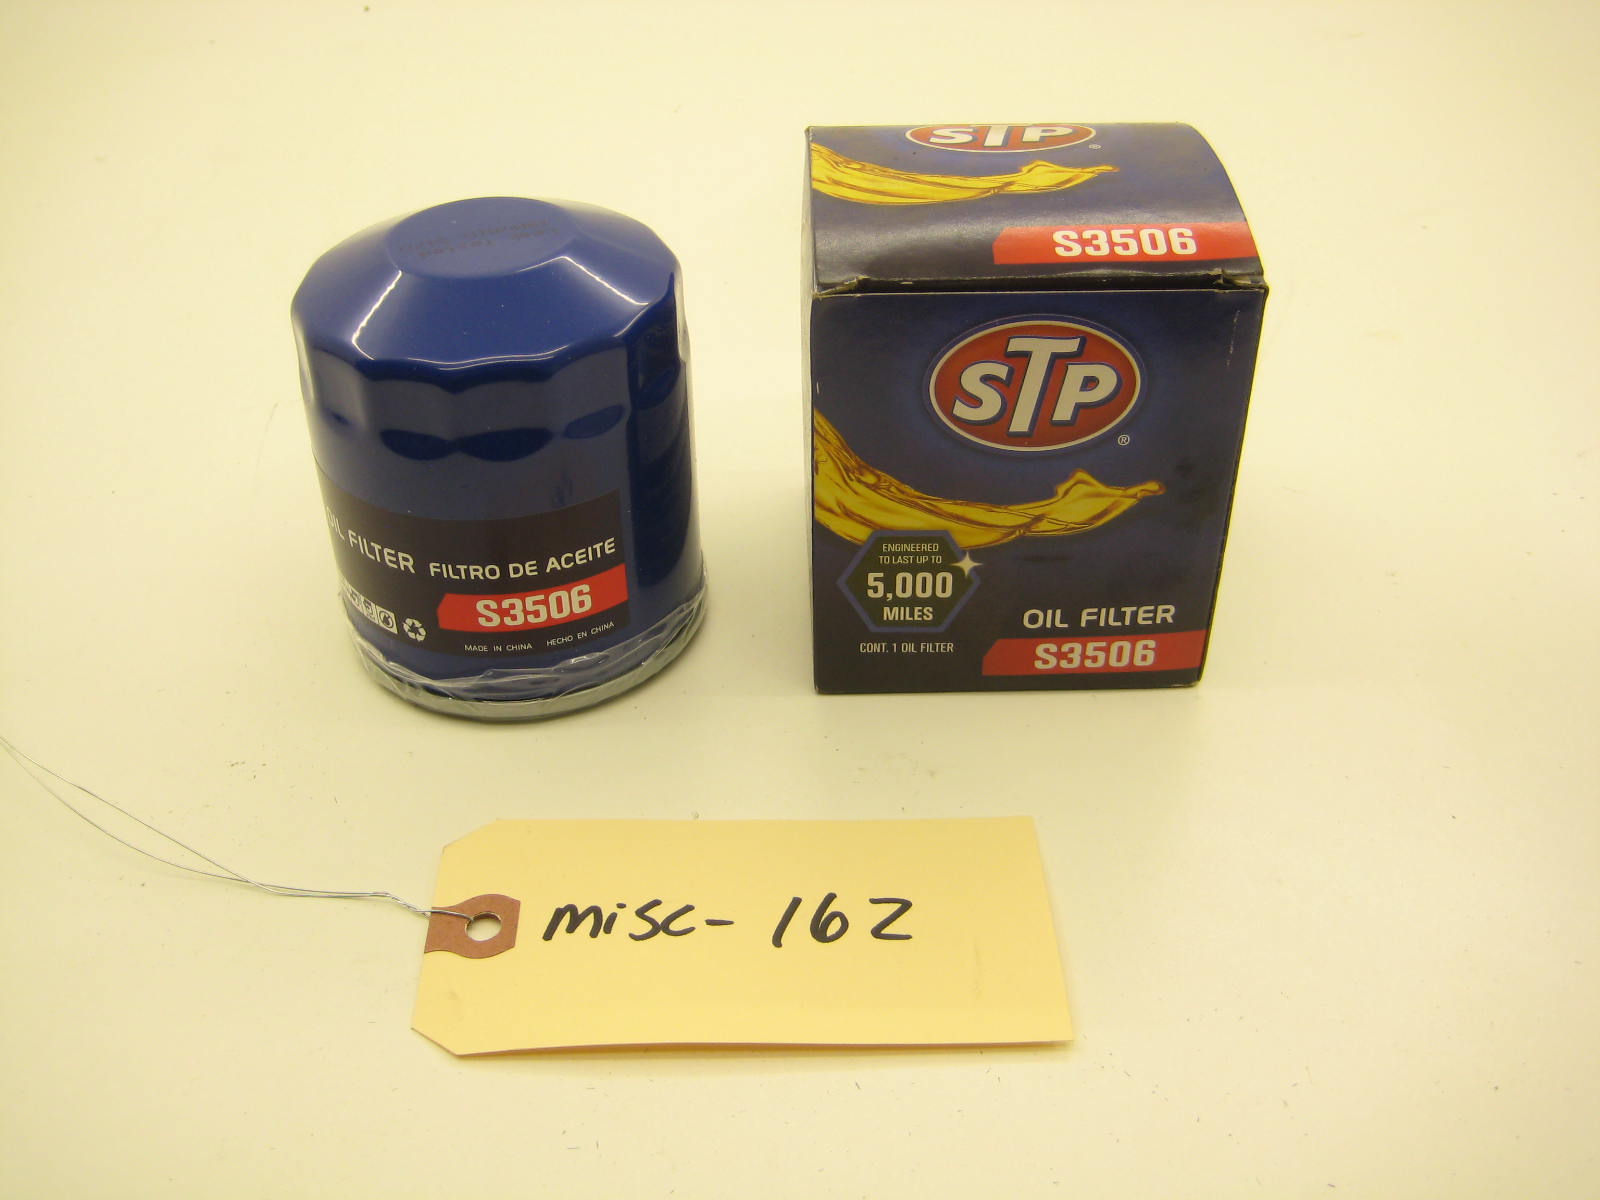 STP
®
S3506
STP
®
ENGINEERED
TO LAST UP TO
5,000
MILES
CONT. 1 OIL FILTER
OIL FILTER
S3506
OIL FILTER FILTRO DE ACEITE
S3506
MADE IN CHINA HECHO EN CHINA
misc-162